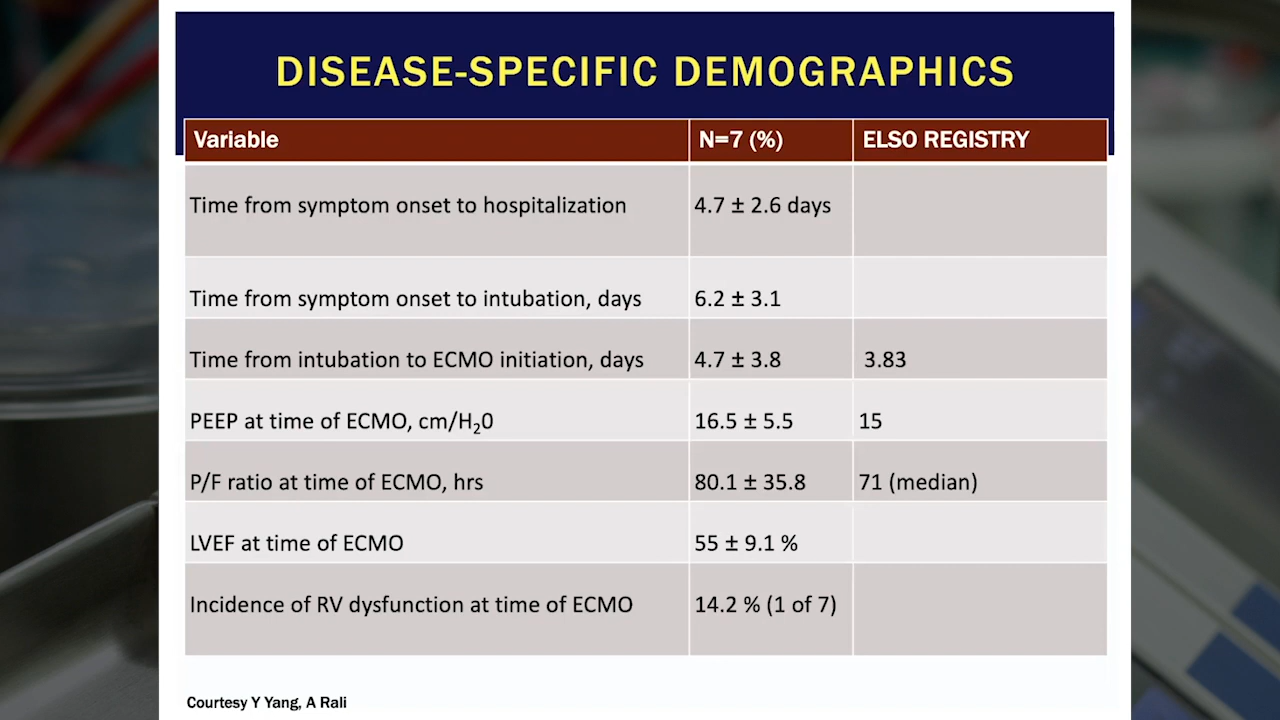 DISEASE-SPECIFIC DEMOGRAPHICS
Variable N=7 (%) ELSO REGISTRY
Time from symptom onset to hospitalization 4.7 ± 2.6 days
Time from symptom onset to intubation, days 6.2 ± 3.1
Time from intubation to ECMO initiation, days 4.7 ± 3.8 3.83
PEEP at time of ECMO, cm/H₂0 16.5 ± 5.5 15
P/F ratio at time of ECMO, hrs 80.1 ± 35.8 71 (median)
LVEF at time of ECMO 55 ± 9.1 %
Incidence of RV dysfunction at time of ECMO 14.2 % (1 of 7)
Courtesy Y Yang, A Rali